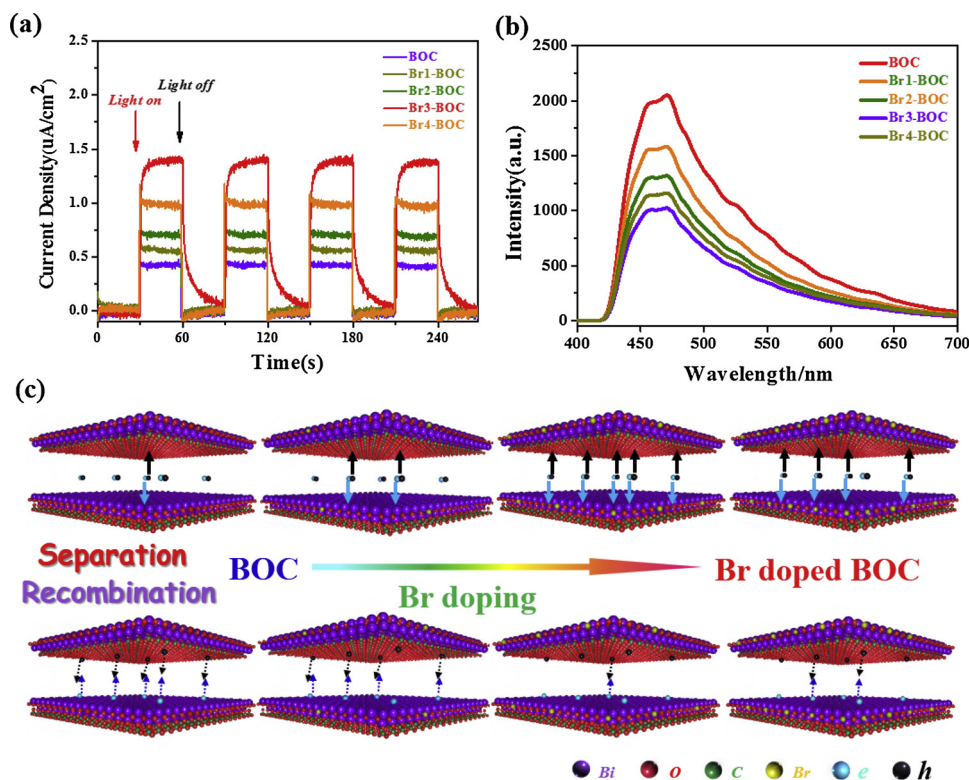 (a)
2.5
2.0
1.5
1.0
0.5
0.0
Current Density(uA/cm²)
Light on
Light off
BOC
Br1-BOC
Br2-BOC
Br3-BOC
Br4-BOC
0 60 120 180 240
Time(s)
(b)
2500
2000
1500
1000
500
0
Intensity(a.u.)
BOC
Br1-BOC
Br2-BOC
Br3-BOC
Br4-BOC
400 450 500 550 600 650 700
Wavelength/nm
(c)
Separation
Recombination
BOC
Br doping
Br doped BOC
Bi O C Br e h